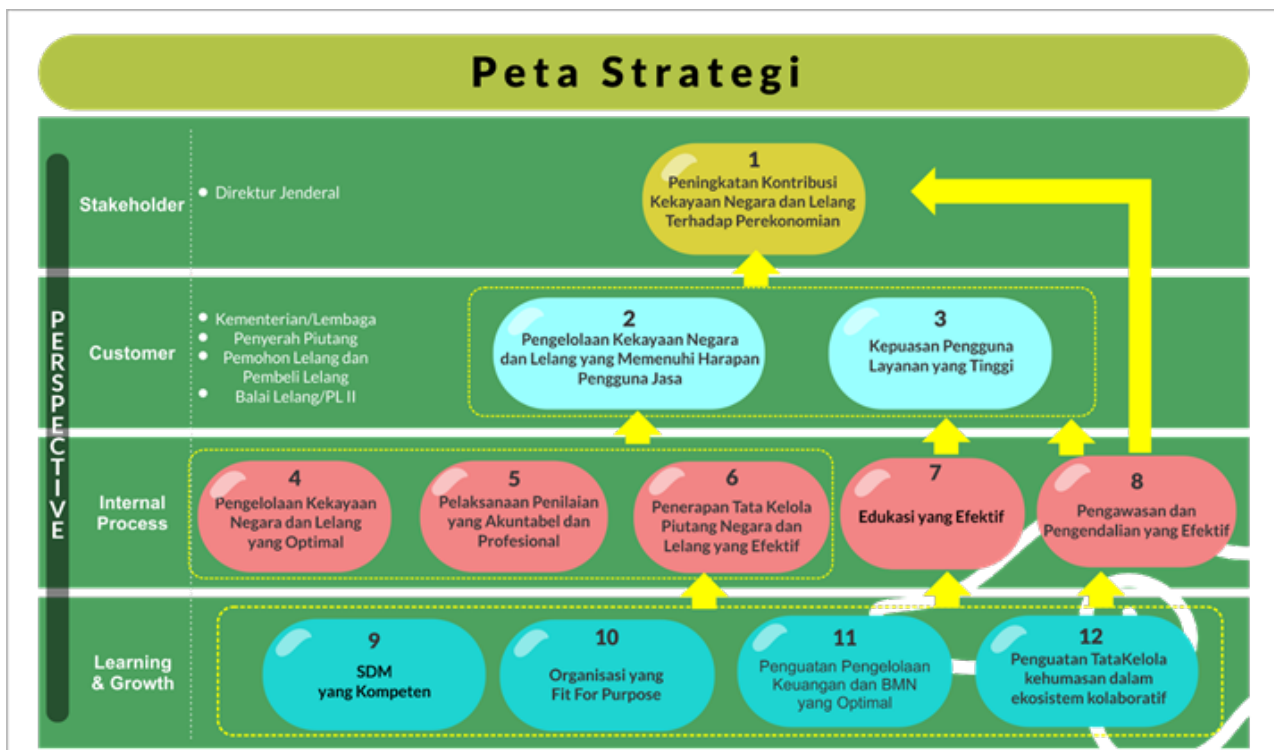 Peta Strategi
PERSPECTIVE
Stakeholder
Direktur Jenderal
1
Peningkatan Kontribusi
Kekayaan Negara dan Lelang
Terhadap Perekonomian
Customer
Kementerian/Lembaga
Penyerah Piutang
Pemohon Lelang dan
Pembeli Lelang
Balai Lelang/PL II
2
Pengelolaan Kekayaan Negara
dan Lelang yang Memenuhi Harapan
Pengguna Jasa
3
Kepuasan Pengguna
Layanan yang Tinggi
Internal
Process
4
Pengelolaan Kekayaan
Negara dan Lelang
yang Optimal
5
Pelaksanaan Penilaian
yang Akuntabel dan
Profesional
6
Penerapan Tata Kelola
Piutang Negara dan
Lelang yang Efektif
7
Edukasi yang Efektif
8
Pengawasan dan
Pengendalian yang Efektif
Learning
& Growth
9
SDM
yang Kompeten
10
Organisasi yang
Fit For Purpose
11
Penguatan Pengelolaan
Keuangan dan BMN
yang Optimal
12
Penguatan TataKelola
kehumasan dalam
ekosistem kolaboratif